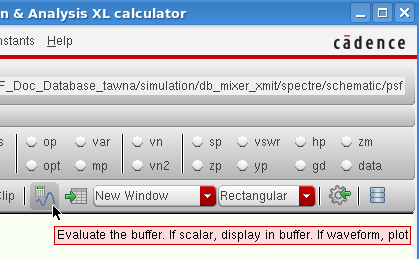 n & Analysis XL calculator
nstants Help
cādence
F_Doc_Database_tawna/simulation/db_mixer_xmit/spectre/schematic/psf
s op var vn sp vswr hp zm
opt mp vn2 zp yp gd data
Clip New Window Rectangular
Evaluate the buffer. If scalar, display in buffer. If waveform, plot